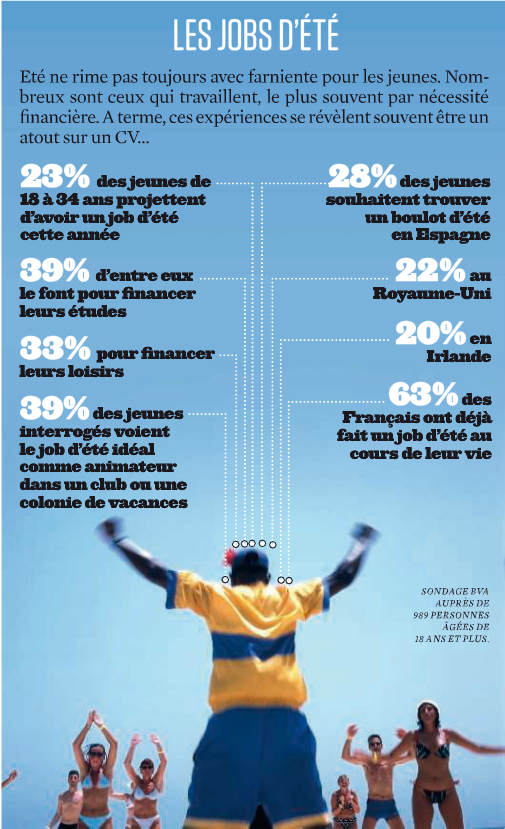 LES JOBS D'ÉTÉ
Eté ne rime pas toujours avec farniente pour les jeunes. Nom-
breux sont ceux qui travaillent, le plus souvent par nécessité
financière. A terme, ces expériences se révèlent souvent être un
atout sur un CV...
23% des jeunes de
18 à 34 ans projettent
d'avoir un job d'été
cette année
39% d'entre eux
le font pour financer
leurs études
33% pour financer
leurs loisirs
39% des jeunes
interrogés voient
le job d'été idéal
comme animateur
dans un club ou une
colonie de vacances
28% des jeunes
souhaitent trouver
un boulot d'été
en Espagne
22% au
Royaume-Uni
20% en
Irlande
63% des
Français ont déjà
fait un job d'été au
cours de leur vie
SONDAGE BVA
AUPRÈS DE
989 PERSONNES
ÂGÉES DE
18 ANS ET PLUS.